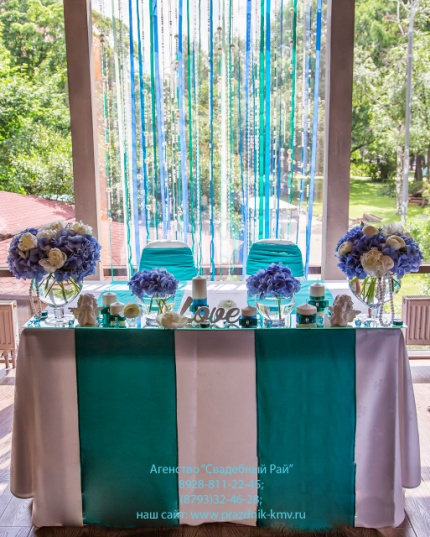 Love
Агенство "Свадебный Рай"
8928-811-22-45;
(8793)32-46-28;
наш сайт: www.prazdnik-kmv.ru